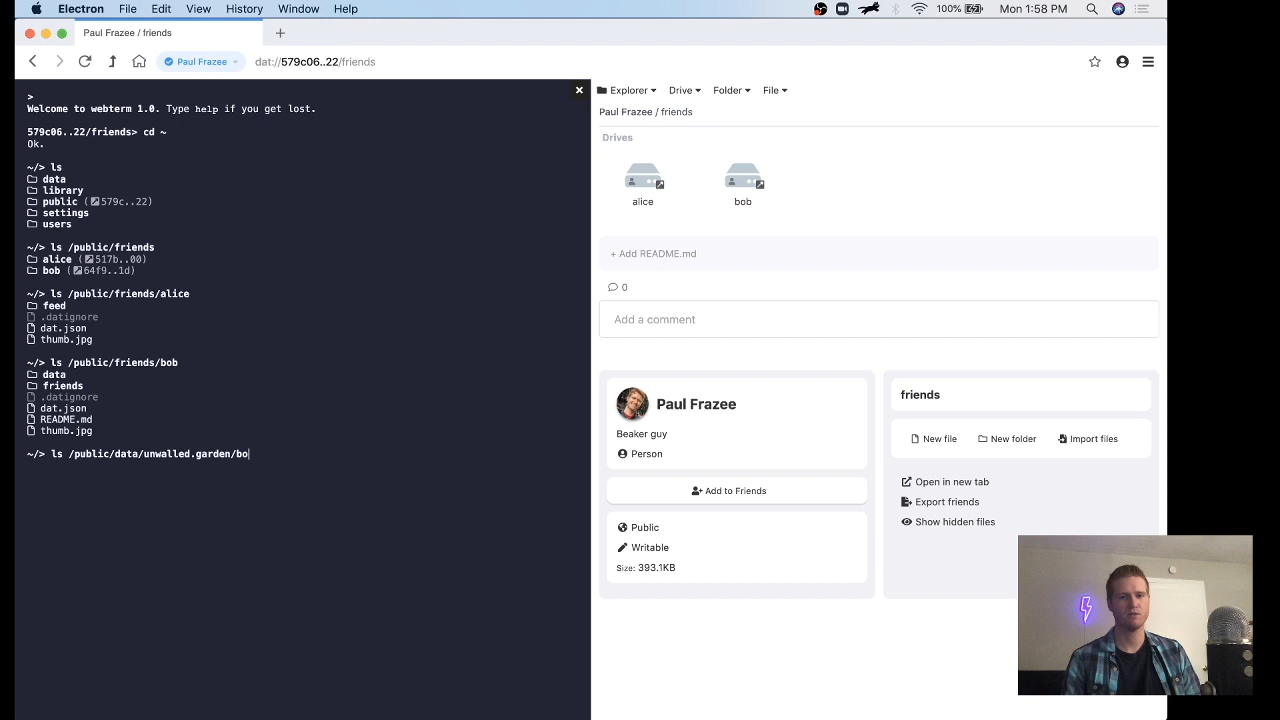 Electron File Edit View History Window Help 100% Mon 1:58 PM
Paul Frazee / friends
Paul Frazee dat://579c06..22/friends
>
Welcome to webterm 1.0. Type help if you get lost.
579c06..22/friends> cd ~
Ok.
~/> ls
data
library
public (579c..22)
settings
users
~/> ls /public/friends
alice (517b..00)
bob (64f9..1d)
~/> ls /public/friends/alice
feed
.datignore
dat.json
thumb.jpg
~/> ls /public/friends/bob
data
friends
.datignore
dat.json
README.md
thumb.jpg
~/> ls /public/data/unwalled.garden/bo
Explorer Drive Folder File
Paul Frazee / friends
Drives
alice bob
+ Add README.md
0
Add a comment
Paul Frazee
Beaker guy
Person
Add to Friends
Public
Writable
Size: 393.1KB
friends
New file New folder Import files
Open in new tab
Export friends
Show hidden files